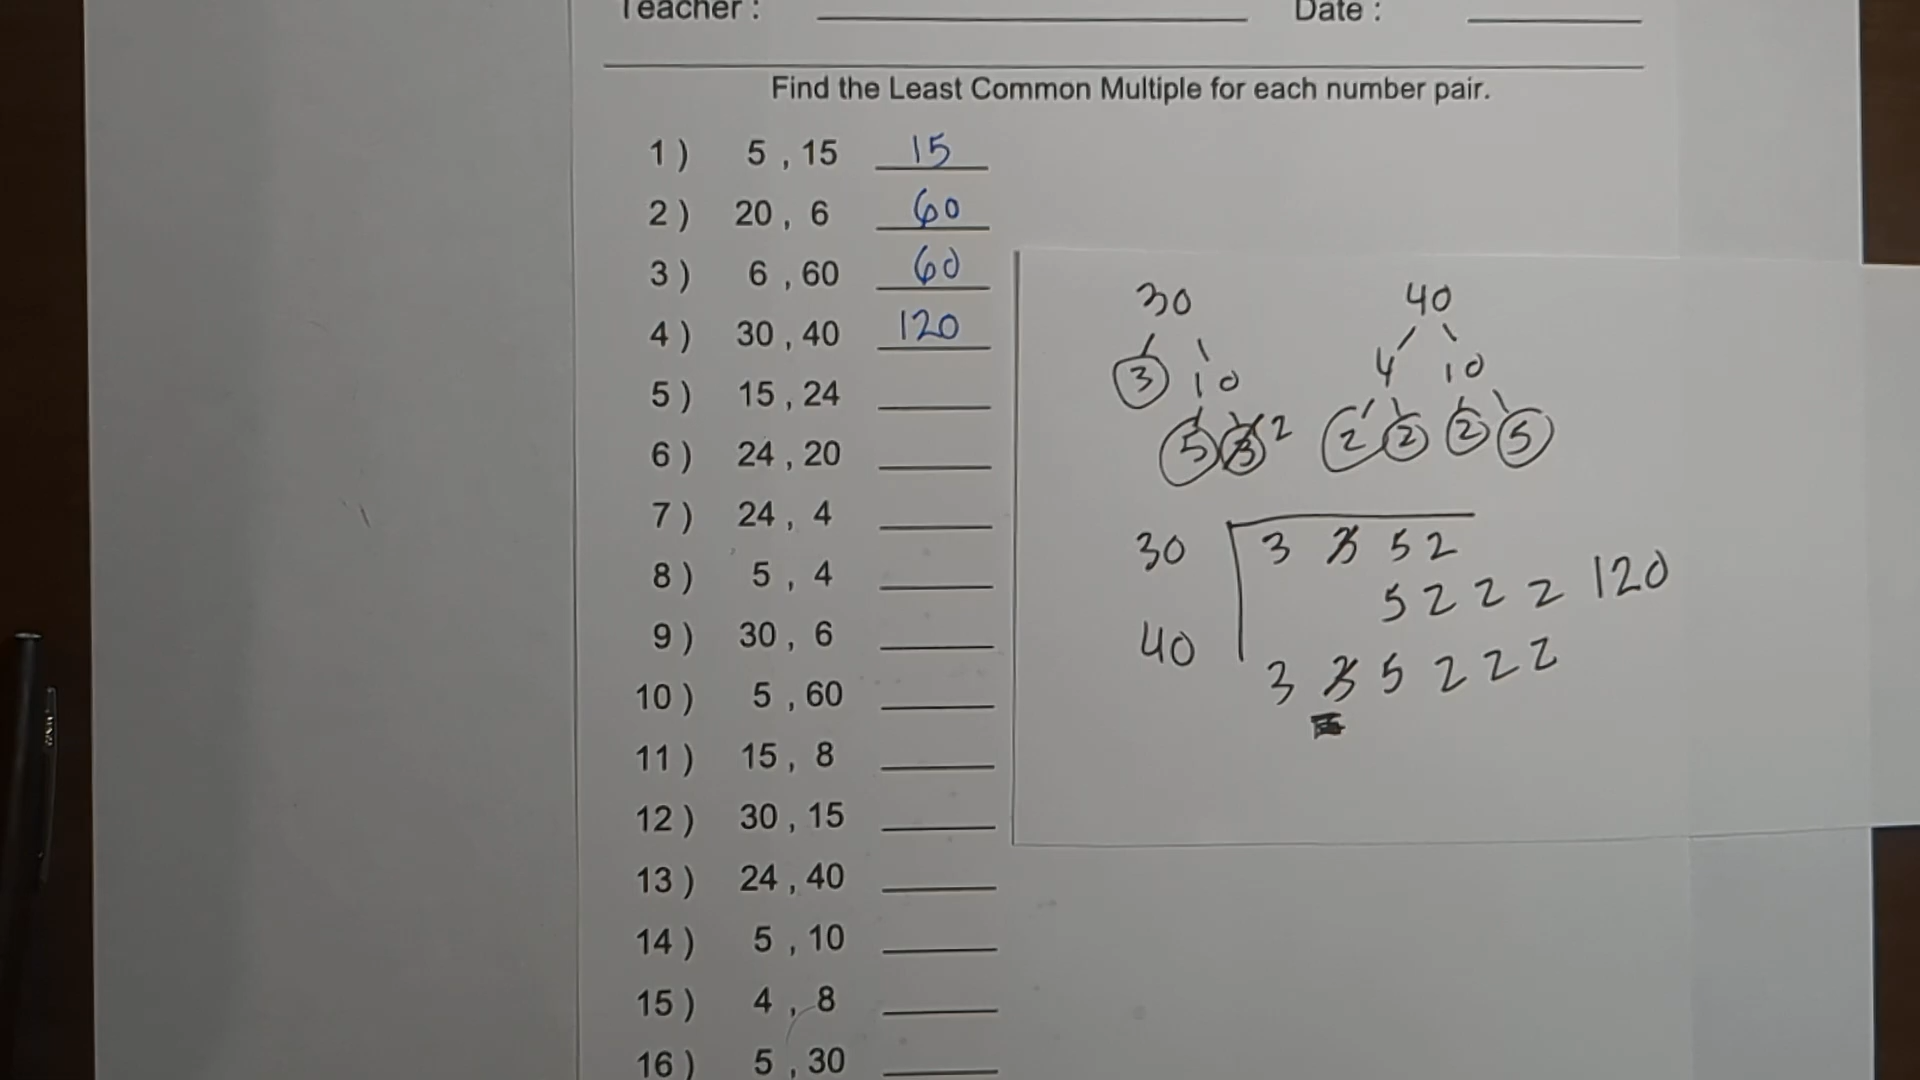 Teacher : Date :
Find the Least Common Multiple for each number pair.
1 ) 5 , 15 15
2 ) 20 , 6 60
3 ) 6 , 60 60
4 ) 30 , 40 120
5 ) 15 , 24
6 ) 24 , 20
7 ) 24 , 4
8 ) 5 , 4
9 ) 30 , 6
10 ) 5 , 60
11 ) 15 , 8
12 ) 30 , 15
13 ) 24 , 40
14 ) 5 , 10
15 ) 4 , 8
16 ) 5 , 30
30 40
3 10 4 10
5 3 2 2 2 2 5
30 3 3 5 2
5 2 2 2 120
40
3 3 5 2 2 2